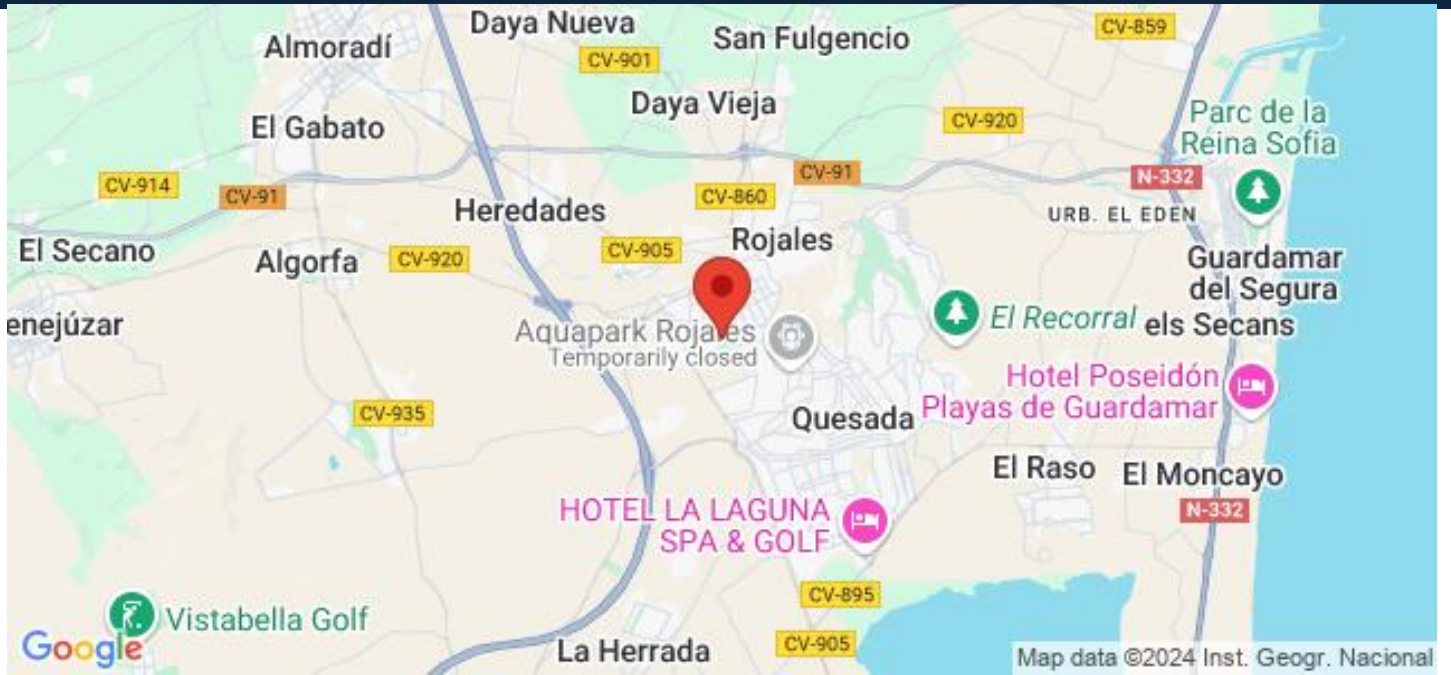 Daya Nueva
CV-859
Almoradí
San Fulgencio
CV-901
Daya Vieja
Parc de la
Reina Sofia
CV-920
El Gabato
CV-91
N-332
CV-914
CV-91
CV-860
Heredades
URB. EL EDEN
Rojales
El Secano
CV-905
Algorfa
CV-920
Guardamar
del Segura
enejúzar
El Recorral
els Secans
Aquapark Rojales
Temporarily closed
Hotel Poseidón
Playas de Guardamar
CV-935
Quesada
El Raso
El Moncayo
HOTEL LA LAGUNA
SPA & GOLF
N-332
CV-895
Vistabella Golf
CV-905
La Herrada
Google
Map data ©2024 Inst. Geogr. Nacional